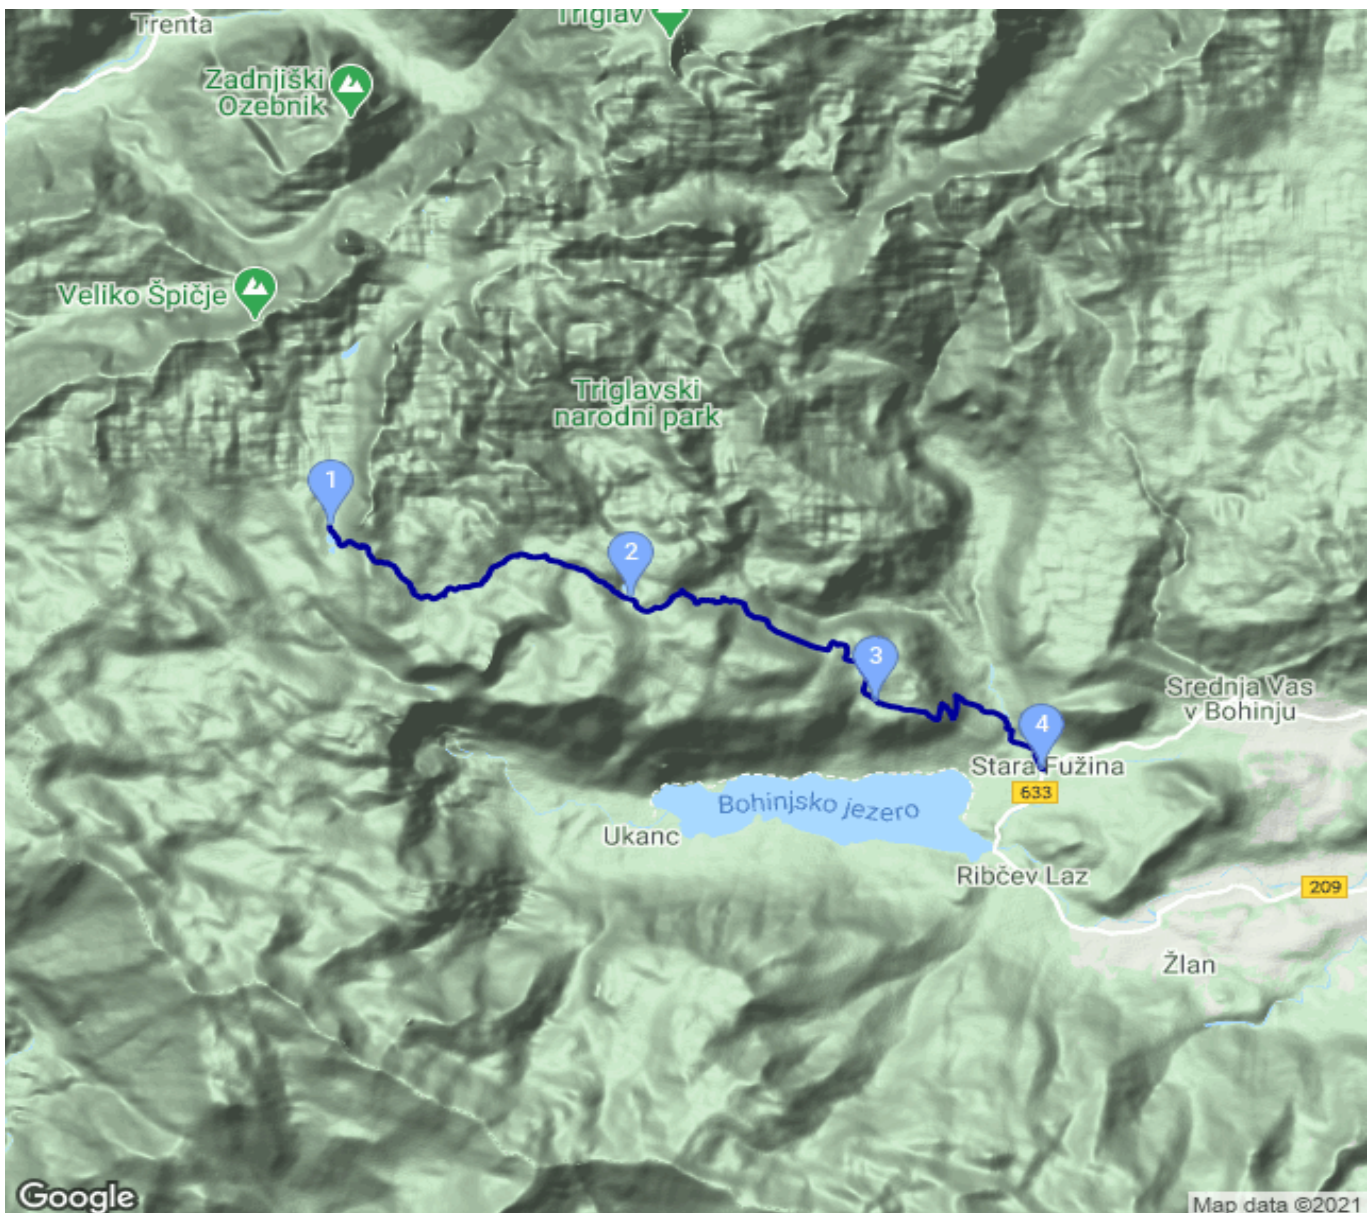 Trenta
Triglav
Zadnjiški
Ozebnik
Veliko Špičje
Triglavski
narodni park
1
2
3
Srednja Vas
v Bohinju
4
Stara Fužina
633
Bohinjsko jezero
Ukanc
Ribčev Laz
209
Žlan
Google
Map data ©2021